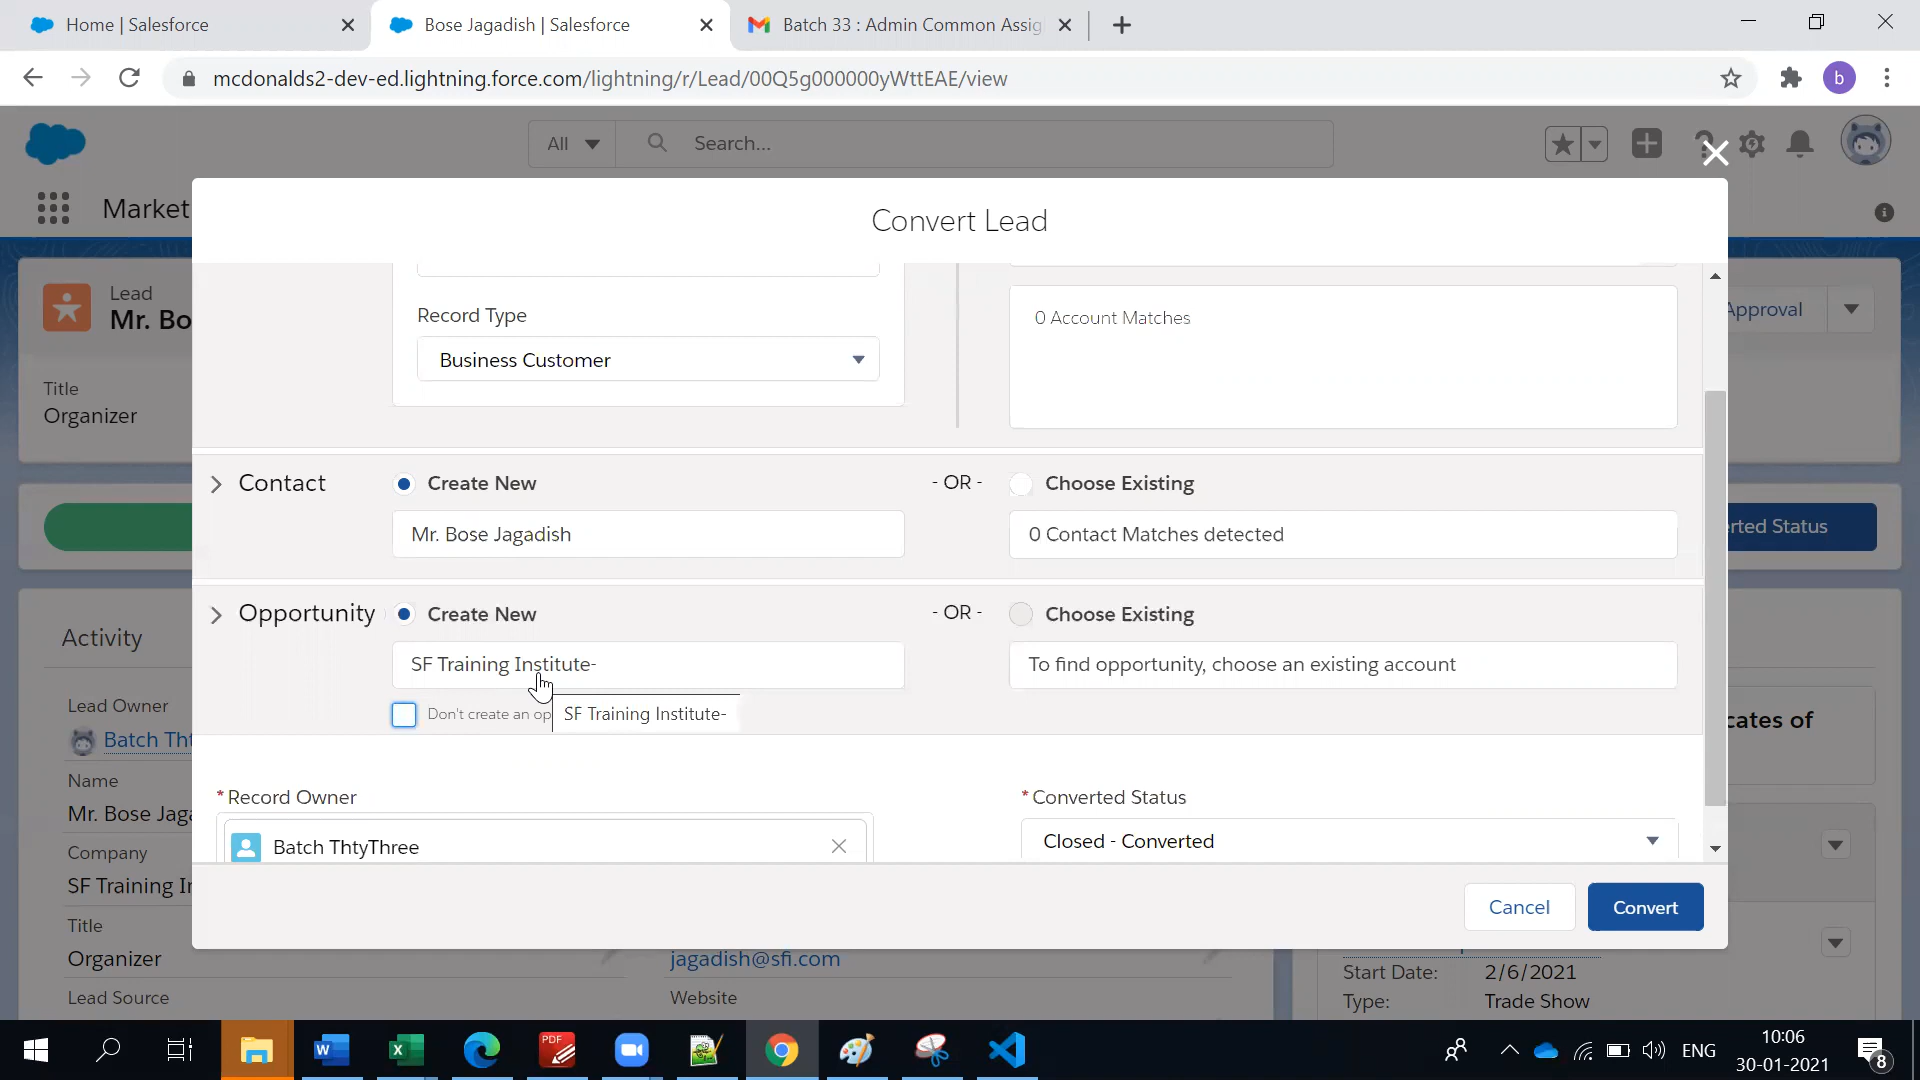 Home | Salesforce
Bose Jagadish | Salesforce
Batch 33 : Admin Common Assig
mcdonalds2-dev-ed.lightning.force.com/lightning/r/Lead/00Q5g000000yWttEAE/view
b
All
Search...
Market
Convert Lead
Lead
Mr. Bo
Approval
Title
Organizer
Record Type
Business Customer
0 Account Matches
Contact
Create New
- OR -
Choose Existing
Mr. Bose Jagadish
0 Contact Matches detected
rted Status
Opportunity
Create New
- OR -
Choose Existing
SF Training Institute-
To find opportunity, choose an existing account
Don't create an op
SF Training Institute-
Activity
Lead Owner
Batch Tht
Name
Mr. Bose Jaga
Company
SF Training In
Title
Organizer
Lead Source
cates of
*Record Owner
Batch ThtyThree
*Converted Status
Closed - Converted
Cancel
Convert
jagadish@sfi.com
Website
Start Date:
2/6/2021
Type:
Trade Show
PDF
ENG
10:06
30-01-2021
8